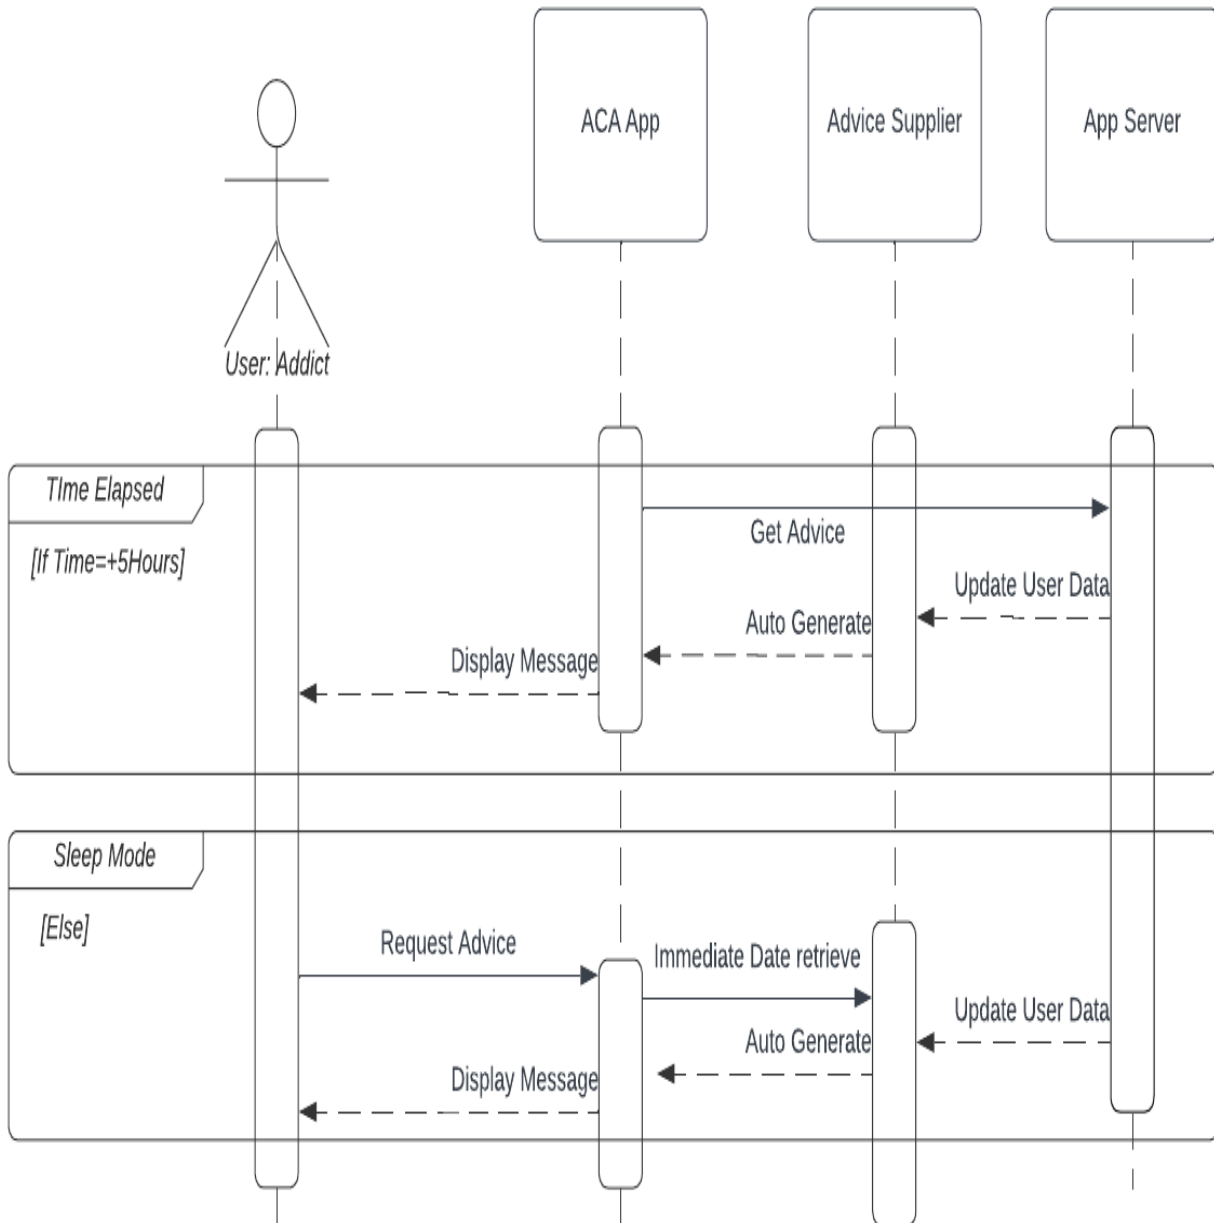 ACA App
Advice Supplier
App Server
User: Addict
TIme Elapsed
[If Time=+5Hours]
Get Advice
Update User Data
Auto Generate
Display Message
Sleep Mode
[Else]
Request Advice
Immediate Date retrieve
Update User Data
Auto Generate
Display Message